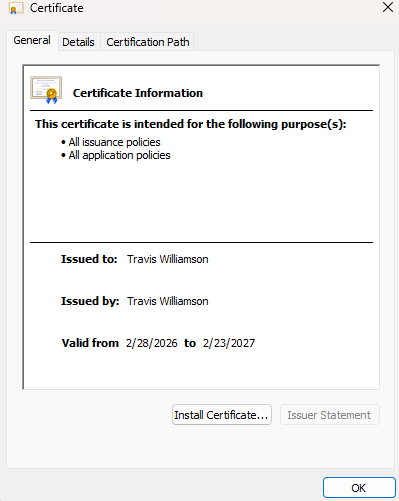 Certificate
General Details Certification Path
Certificate Information
This certificate is intended for the following purpose(s):
• All issuance policies
• All application policies
Issued to: Travis Williamson
Issued by: Travis Williamson
Valid from 2/28/2026 to 2/23/2027
Install Certificate... Issuer Statement
OK